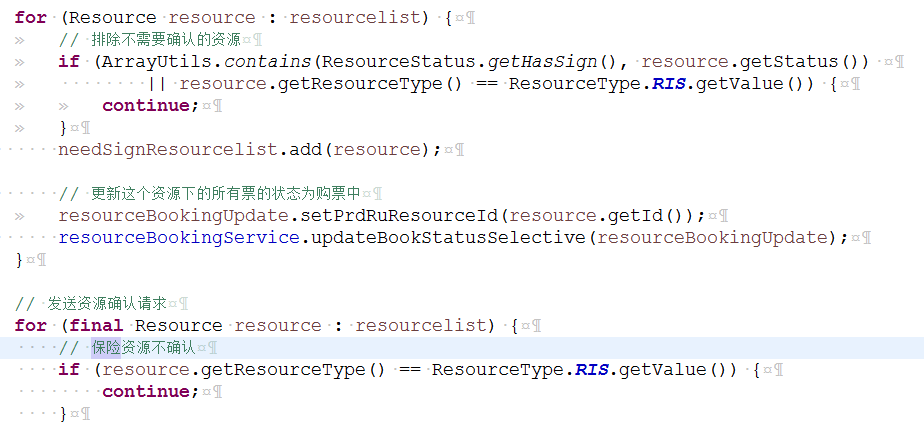 for (Resource resource : resourcelist) {
// 排除不需要确认的资源
if (ArrayUtils.contains(ResourceStatus.getHasSign(), resource.getStatus())
|| resource.getResourceType() == ResourceType.RIS.getValue()) {
continue;
}
needSignResourcelist.add(resource);
// 更新这个资源下的所有票的状态为购票中
resourceBookingUpdate.setPrdRuResourceId(resource.getId());
resourceBookingService.updateBookStatusSelective(resourceBookingUpdate);
}
// 发送资源确认请求
for (final Resource resource : resourcelist) {
// 保险资源不确认
if (resource.getResourceType() == ResourceType.RIS.getValue()) {
continue;
}